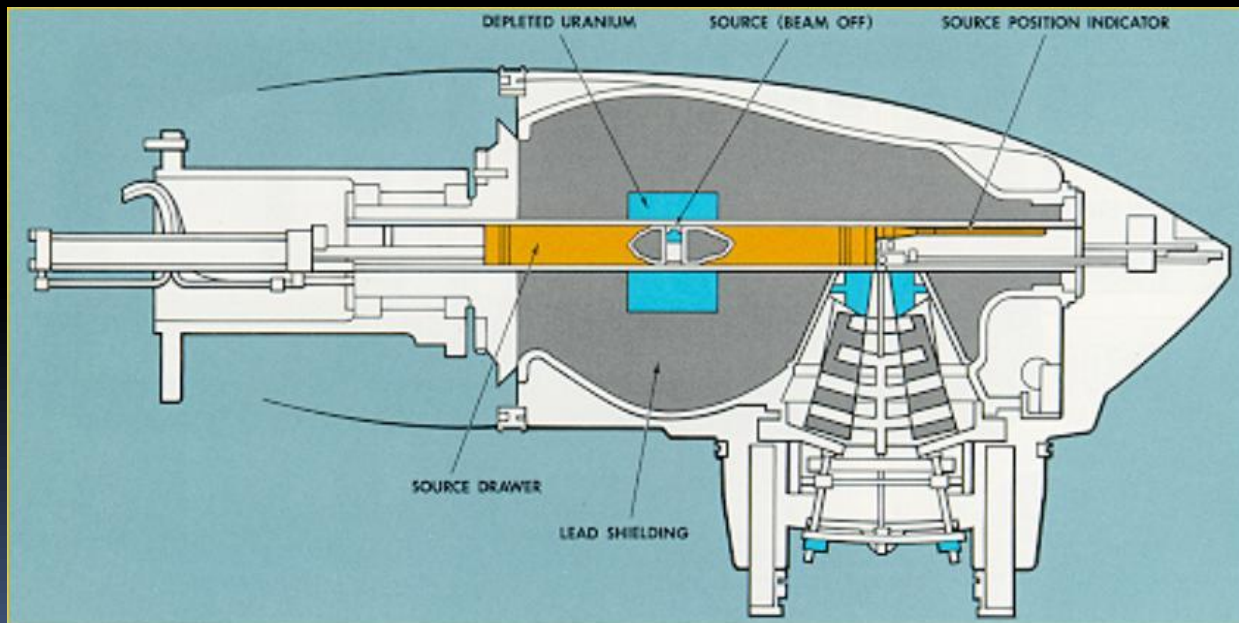 DEPLETED URANIUM
SOURCE (BEAM OFF)
SOURCE POSITION INDICATOR
SOURCE DRAWER
LEAD SHIELDING